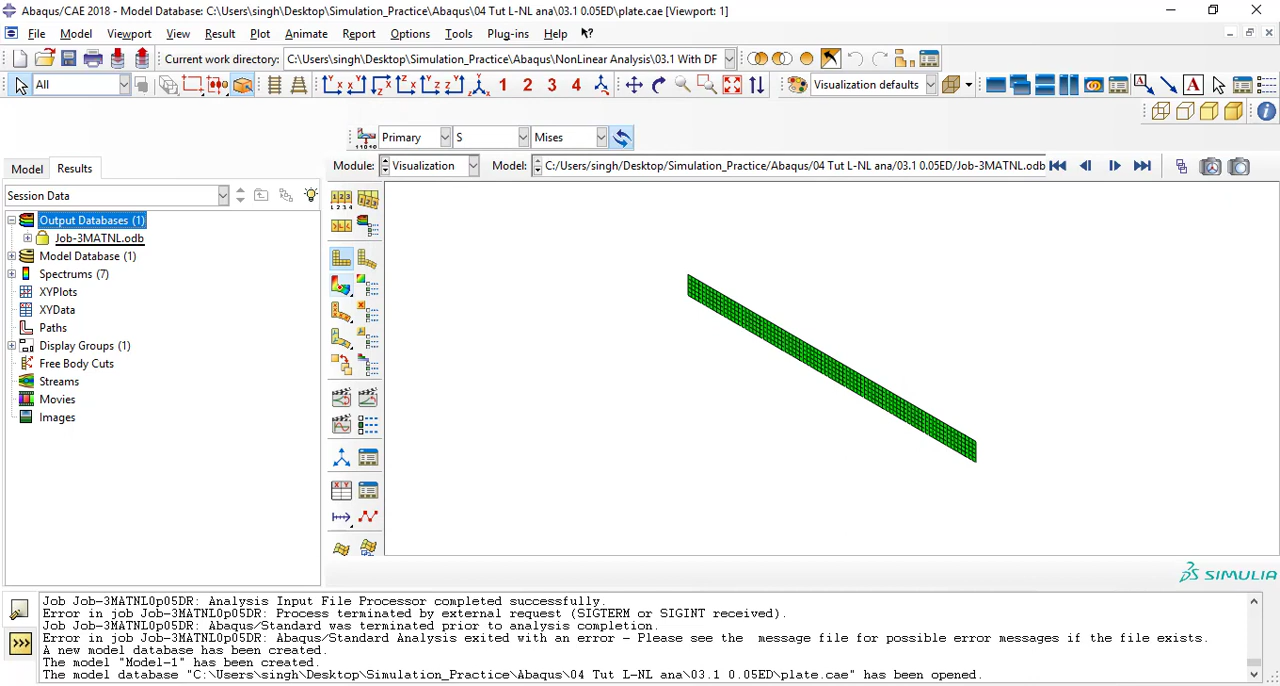 Abaqus/CAE 2018 - Model Database: C:\Users\singh\Desktop\Simulation_Practice\Abaqus\04 Tut L-NL ana\03.1 0.05ED\plate.cae [Viewport: 1]
File Model Viewport View Result Plot Animate Report Options Tools Plug-ins Help
Current work directory: C:\Users\singh\Desktop\Simulation_Practice\Abaqus\NonLinear Analysis\03.1 With DF
All 1 2 3 4 Visualization defaults
Primary S Mises
Model Results Module: Visualization Model: C:/Users/singh/Desktop/Simulation_Practice/Abaqus/04 Tut L-NL ana/03.1 0.05ED/Job-3MATNL.odb
Session Data
Output Databases (1)
Job-3MATNL.odb
Model Database (1)
Spectrums (7)
XYPlots
XYData
Paths
Display Groups (1)
Free Body Cuts
Streams
Movies
Images
SIMULIA
Job Job-3MATNL0p05DR: Analysis Input File Processor completed successfully.
Error in job Job-3MATNL0p05DR: Process terminated by external request (SIGTERM or SIGINT received).
Job Job-3MATNL0p05DR: Abaqus/Standard was terminated prior to analysis completion.
Error in job Job-3MATNL0p05DR: Abaqus/Standard Analysis exited with an error - Please see the message file for possible error messages if the file exists.
A new model database has been created.
The model "Model-1" has been created.
The model database "C:\Users\singh\Desktop\Simulation_Practice\Abaqus\04 Tut L-NL ana\03.1 0.05ED\plate.cae" has been opened.